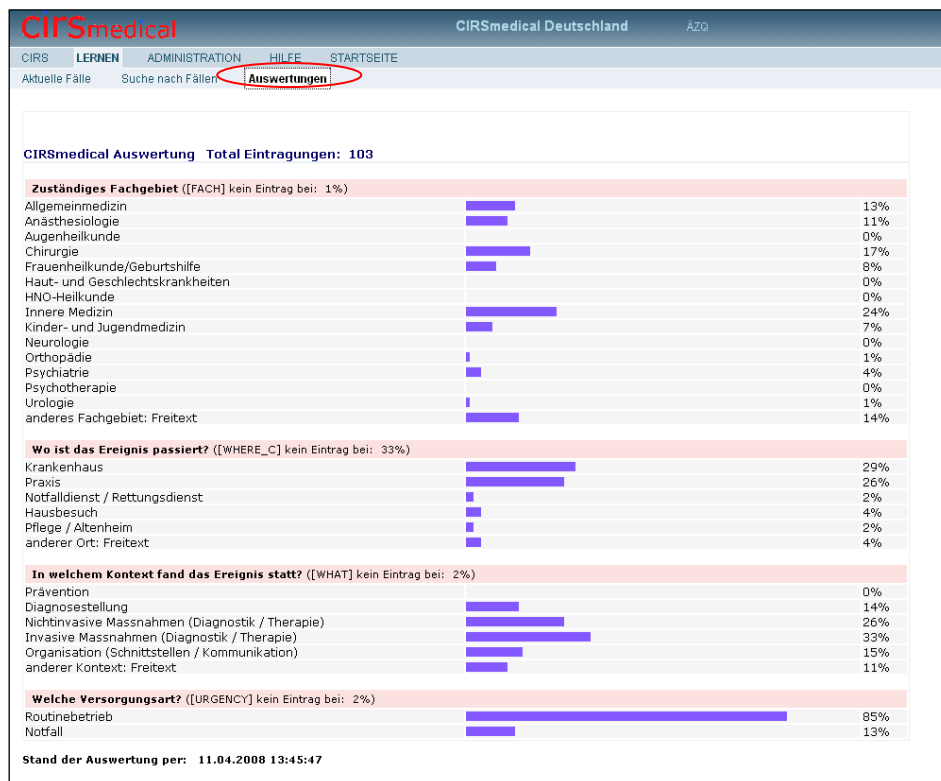 CIRSmedical CIRSmedical Deutschland ÄZQ
CIRS LERNEN ADMINISTRATION HILFE STARTSEITE
Aktuelle Fälle Suche nach Fällen Auswertungen
CIRSmedical Auswertung Total Eintragungen: 103
Zuständiges Fachgebiet ([FACH] kein Eintrag bei: 1%)
Allgemeinmedizin 13%
Anästhesiologie 11%
Augenheilkunde 0%
Chirurgie 17%
Frauenheilkunde/Geburtshilfe 8%
Haut- und Geschlechtskrankheiten 0%
HNO-Heilkunde 0%
Innere Medizin 24%
Kinder- und Jugendmedizin 7%
Neurologie 0%
Orthopädie 1%
Psychiatrie 4%
Psychotherapie 0%
Urologie 1%
anderes Fachgebiet: Freitext 14%
Wo ist das Ereignis passiert? ([WHERE_C] kein Eintrag bei: 33%)
Krankenhaus 29%
Praxis 26%
Notfalldienst / Rettungsdienst 2%
Hausbesuch 4%
Pflege / Altenheim 2%
anderer Ort: Freitext 4%
In welchem Kontext fand das Ereignis statt? ([WHAT] kein Eintrag bei: 2%)
Prävention 0%
Diagnosestellung 14%
Nichtinvasive Massnahmen (Diagnostik / Therapie) 26%
Invasive Massnahmen (Diagnostik / Therapie) 33%
Organisation (Schnittstellen / Kommunikation) 15%
anderer Kontext: Freitext 11%
Welche Versorgungsart? ([URGENCY] kein Eintrag bei: 2%)
Routinebetrieb 85%
Notfall 13%
Stand der Auswertung per: 11.04.2008 13:45:47